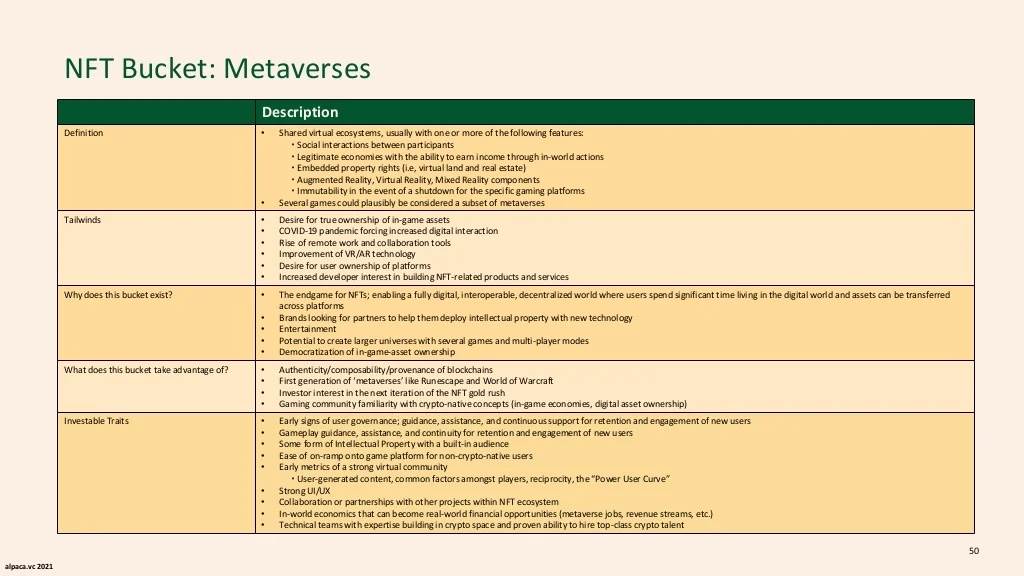 NFT Bucket: Metaverses
Description
Definition
• Shared virtual ecosystems, usually with one or more of the following features:
• Social interactions between participants
• Legitimate economies with the ability to earn income through in-world actions
• Embedded property rights (i.e, virtual land and real estate)
• Augmented Reality, Virtual Reality, Mixed Reality components
• Immutability in the event of a shutdown for the specific gaming platforms
• Several games could plausibly be considered a subset of metaverses
Tailwinds
• Desire for true ownership of in-game assets
• COVID-19 pandemic forcing increased digital interaction
• Rise of remote work and collaboration tools
• Improvement of VR/AR technology
• Desire for user ownership of platforms
• Increased developer interest in building NFT-related products and services
Why does this bucket exist?
• The endgame for NFTs; enabling a fully digital, interoperable, decentralized world where users spend significant time living in the digital world and assets can be transferred
across platforms
• Brands looking for partners to help them deploy intellectual property with new technology
• Entertainment
• Potential to create larger universes with several games and multi-player modes
• Democratization of in-game-asset ownership
What does this bucket take advantage of?
• Authenticity/composability/provenance of blockchains
• First generation of ‘metaverses’ like Runescape and World of Warcraft
• Investor interest in the next iteration of the NFT gold rush
• Gaming community familiarity with crypto-native concepts (in-game economies, digital asset ownership)
Investable Traits
• Early signs of user governance; guidance, assistance, and continuous support for retention and engagement of new users
• Gameplay guidance, assistance, and continuity for retention and engagement of new users
• Some form of Intellectual Property with a built-in audience
• Ease of on-ramp onto game platform for non-crypto-native users
• Early metrics of a strong virtual community
• User-generated content, common factors amongst players, reciprocity, the “Power User Curve”
• Strong UI/UX
• Collaboration or partnerships with other projects within NFT ecosystem
• In-world economics that can become real-world financial opportunities (metaverse jobs, revenue streams, etc.)
• Technical teams with expertise building in crypto space and proven ability to hire top-class crypto talent
50
alpaca.vc 2021